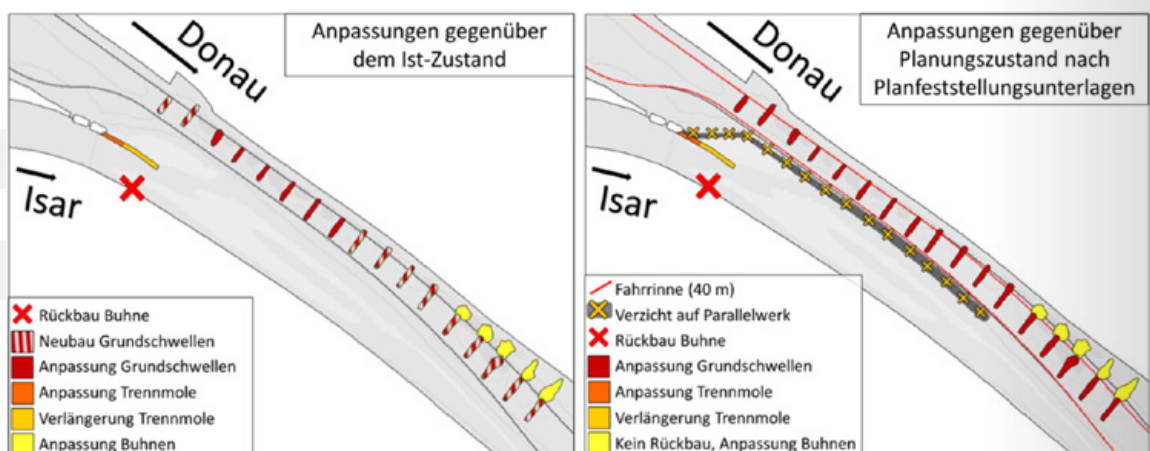 Anpassungen gegenüber
dem Ist-Zustand
Donau
Isar
Rückbau Buhne
Neubau Grundschwellen
Anpassung Grundschwellen
Anpassung Trennmole
Verlängerung Trennmole
Anpassung Buhnen
Anpassungen gegenüber
Planungszustand nach
Planfeststellungsunterlagen
Donau
Isar
Fahrrinne (40 m)
Verzicht auf Parallelwerk
Rückbau Buhne
Anpassung Grundschwellen
Anpassung Trennmole
Verlängerung Trennmole
Kein Rückbau, Anpassung Buhnen